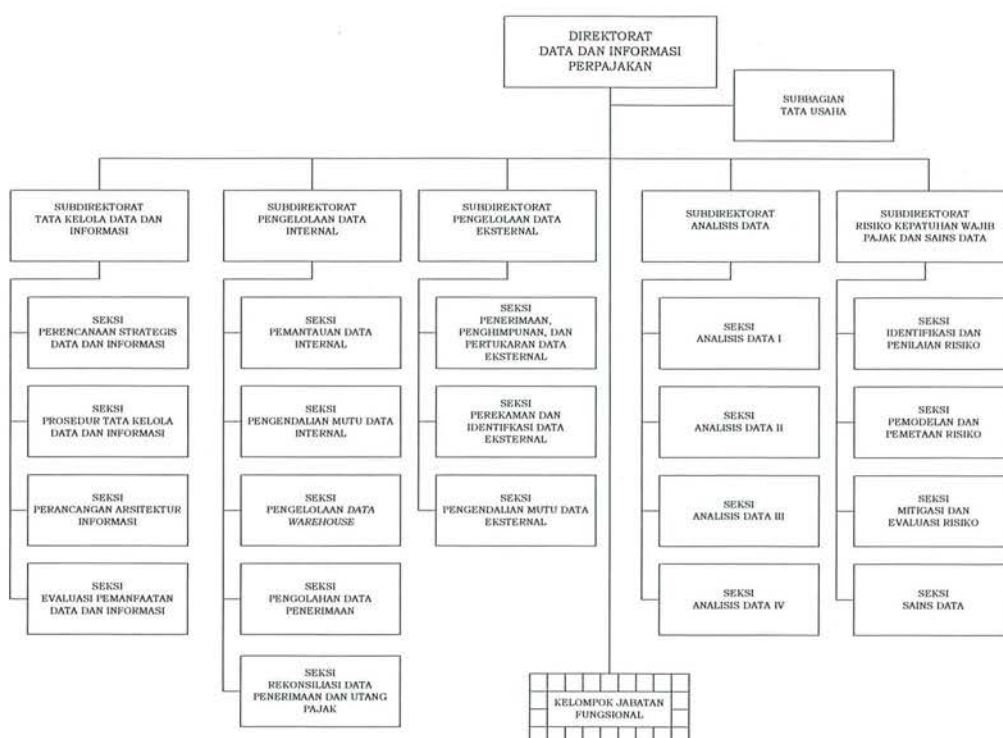 DIREKTORAT
DATA DAN INFORMASI
PERPAJAKAN
SUBBAGIAN
TATA USAHA
SUBDIREKTORAT
TATA KELOLA DATA DAN
INFORMASI
SUBDIREKTORAT
PENGELOLAAN DATA
INTERNAL
SUBDIREKTORAT
PENGELOLAAN DATA
EKSTERNAL
SUBDIREKTORAT
ANALISIS DATA
SUBDIREKTORAT
RISIKO KEPATUHAN WAJIB
PAJAK DAN SAINS DATA
SEKSI
PERENCANAAN STRATEGIS
DATA DAN INFORMASI
SEKSI
PEMANTAUAN DATA
INTERNAL
SEKSI
PENERIMAAN,
PENGHIMPUNAN, DAN
PERTUKARAN DATA
EKSTERNAL
SEKSI
ANALISIS DATA I
SEKSI
IDENTIFIKASI DAN
PENILAIAN RISIKO
SEKSI
PROSEDUR TATA KELOLA
DATA DAN INFORMASI
SEKSI
PENGENDALIAN MUTU DATA
INTERNAL
SEKSI
PEREKAMAN DAN
IDENTIFKASI DATA
EKSTERNAL
SEKSI
ANALISIS DATA II
SEKSI
PEMODELAN DAN
PEMETAAN RISIKO
SEKSI
PERANCANGAN ARSITEKTUR
INFORMASI
SEKSI
PENGELOLAAN DATA
WAREHOUSE
SEKSI
PENGENDALIAN MUTU DATA
EKSTERNAL
SEKSI
ANALISIS DATA III
SEKSI
MITIGASI DAN
EVALUASI RISIKO
SEKSI
EVALUASI PEMANFAATAN
DATA DAN INFORMASI
SEKSI
PENGOLAHAN DATA
PENERIMAAN
SEKSI
ANALISIS DATA IV
SEKSI
SAINS DATA
SEKSI
REKONSILIASI DATA
PENERIMAAN DAN UTANG
PAJAK
KELOMPOK JABATAN
FUNGSIONAL